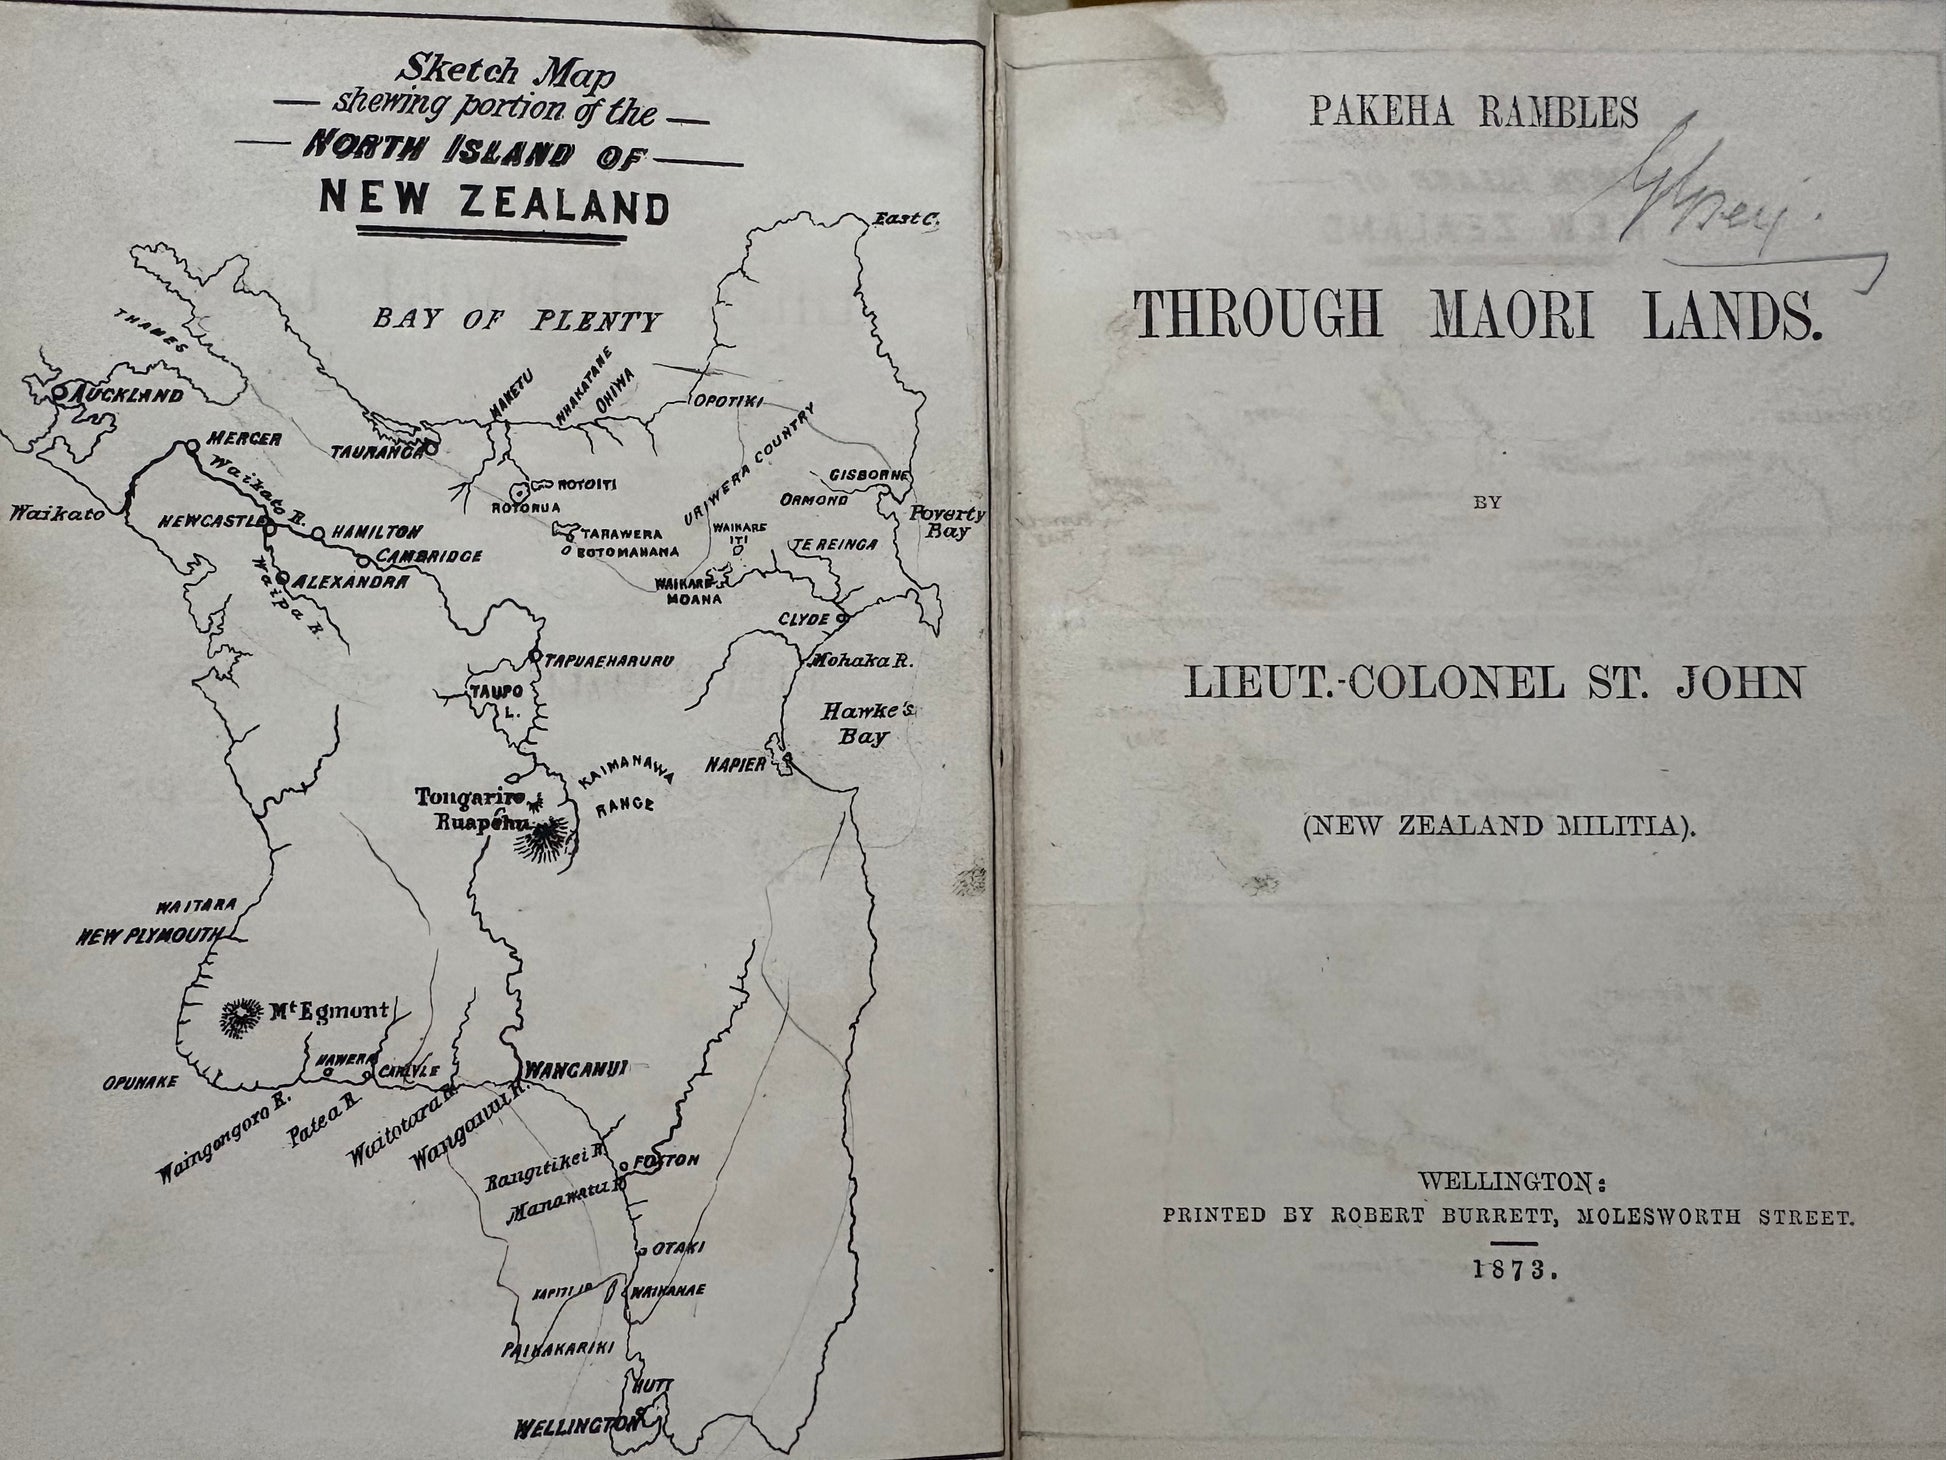 Sketch Map
shewing portion of the
NORTH ISLAND OF
NEW ZEALAND
East C.
BAY OF PLENTY
THAMES
AUCKLAND
MERCER
Waikato R.
Waikato
NEWCASTLE
HAMILTON
CAMBRIDGE
ALEXANDRA
Waipa R.
TAURANGA
MAKETU
WHAKATANE
OHIWA
OPOTIKI
ROTOITI
ROTORUA
TARAWERA
ROTOMAHANA
URIWERA COUNTRY
GISBORNE
ORMOND
Poverty
Bay
WAIKARE
ITI
TE REINGA
WAIKARE
MOANA
CLYDE
Mohaka R.
TAPUAEHARURU
TAUPO
L.
Hawke's
Bay
NAPIER
KAIMANAWA
RANGE
Tongariro
Ruapehu
WAITARA
NEW PLYMOUTH
Mt Egmont
OPUNAKE
HAWERA
CARLYLE
WANGANUI
Waingongoro R.
Patea R.
Waitotara R.
Wanganui R.
Rangitikei R.
FOXTON
Manawatu R.
OTAKI
KAPITI ID
WAIKANAE
PAIKAKARIKI
HUTT
WELLINGTON
PAKEHA RAMBLES
THROUGH MAORI LANDS.
BY
LIEUT.-COLONEL ST. JOHN
(NEW ZEALAND MILITIA).
WELLINGTON:
PRINTED BY ROBERT BURRETT, MOLESWORTH STREET.
1873.